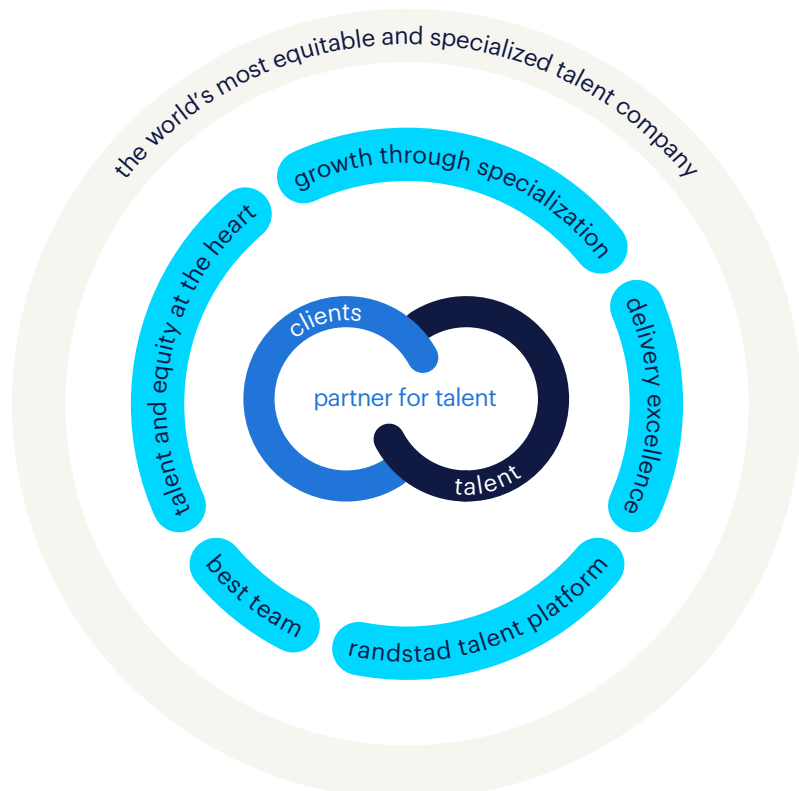 the world's most equitable and specialized talent company
growth through specialization
delivery excellence
randstad talent platform
best team
talent and equity at the heart
clients
partner for talent
talent